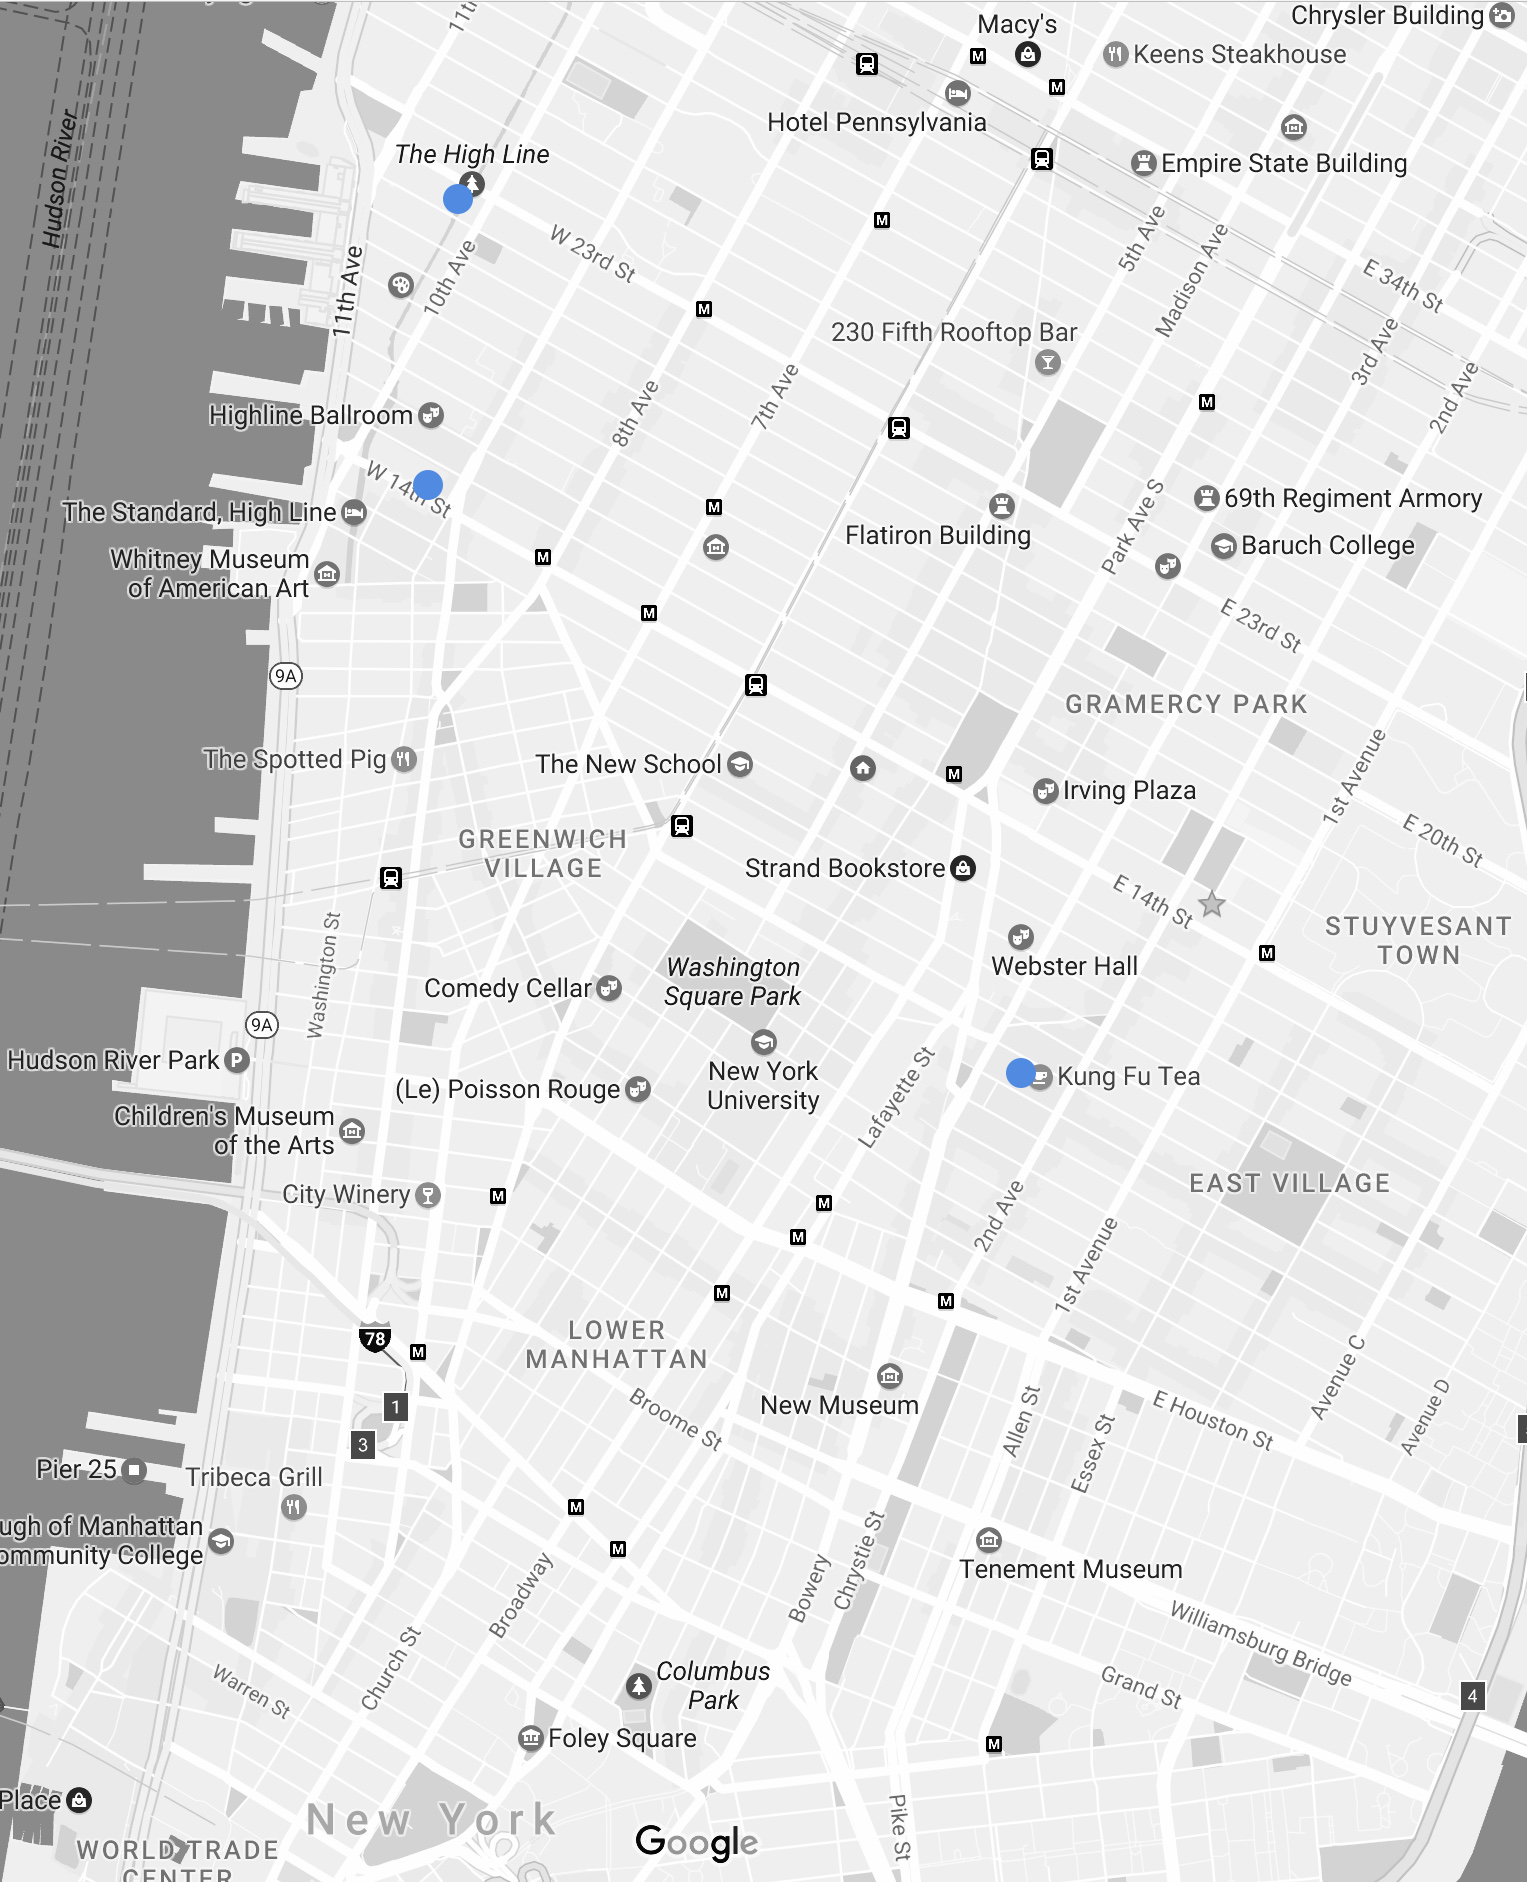 Macy's
Chrysler Building
Keens Steakhouse
Hudson River
11th
M
M
Hotel Pennsylvania
The High Line
Empire State Building
M
5th Ave
Madison Ave
W 23rd St
10th Ave
11th Ave
E 34th St
M
230 Fifth Rooftop Bar
3rd Ave
2nd Ave
8th Ave
7th Ave
M
Highline Ballroom
W 14th St
The Standard, High Line
M
Flatiron Building
Park Ave S
69th Regiment Armory
Baruch College
Whitney Museum
of American Art
M
M
E 23rd St
9A
GRAMERCY PARK
The Spotted Pig
The New School
M
Irving Plaza
1st Avenue
GREENWICH
VILLAGE
E 20th St
Strand Bookstore
E 14th St
STUYVESANT
TOWN
M
Washington St
Washington
Square Park
Webster Hall
Comedy Cellar
9A
Hudson River Park
P
New York
University
Kung Fu Tea
(Le) Poisson Rouge
Lafayette St
Children's Museum
of the Arts
City Winery
M
M
M
EAST VILLAGE
2nd Ave
1st Avenue
M
M
LOWER
MANHATTAN
78
M
1
3
New Museum
Broome St
Allen St
Essex St
E Houston St
Avenue C
Avenue D
Pier 25
Tribeca Grill
M
M
ugh of Manhattan
ommunity College
Tenement Museum
Broadway
Bowery
Chrystie St
Williamsburg Bridge
Warren St
Church St
Columbus
Park
Grand St
4
Foley Square
M
Place
New York
Google
Pike St
WORLD TRADE
CENTER